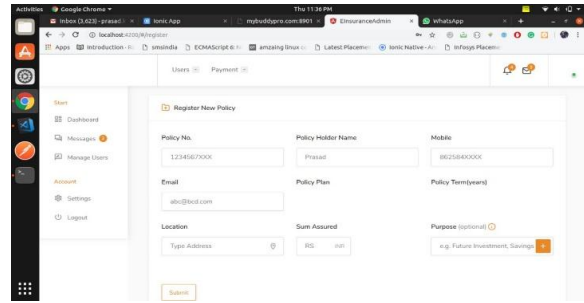 Activities Google Chrome Thu 11:36 PM
Inbox (3,623) - prasad. Ionic App mybuddypro.com:8901 EinsuranceAdmin WhatsApp
localhost:4200/#/register
Apps Introduction - smsindia ECMAScript 6: amzaing linux Latest Placemen Ionic Native - An Infosys Placeme
Users Payment
Start
Dashboard
Messages
Manage Users
Account
Settings
Logout
Register New Policy
Policy No. Policy Holder Name Mobile
1234567XXX Prasad 862584XXXX
Email Policy Plan Policy Term(years)
abc@bcd.com
Location Sum Assured Purpose (optional)
Type Address RS INR e.g. Future Investment, Savings +
Submit